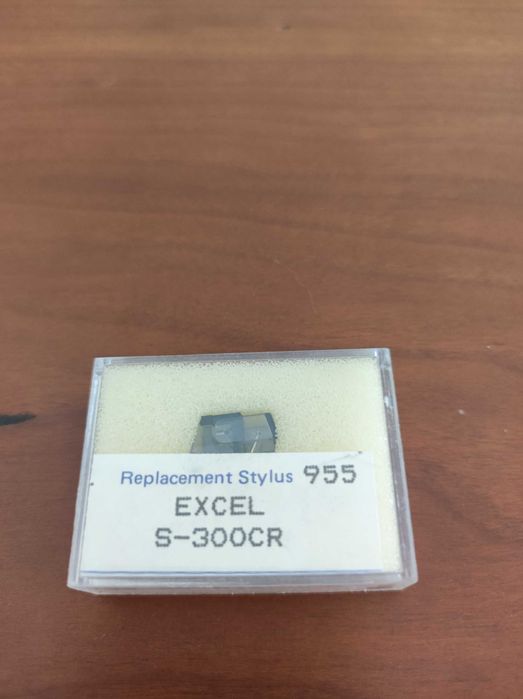 Replacement Stylus 955
EXCEL
S-300CR